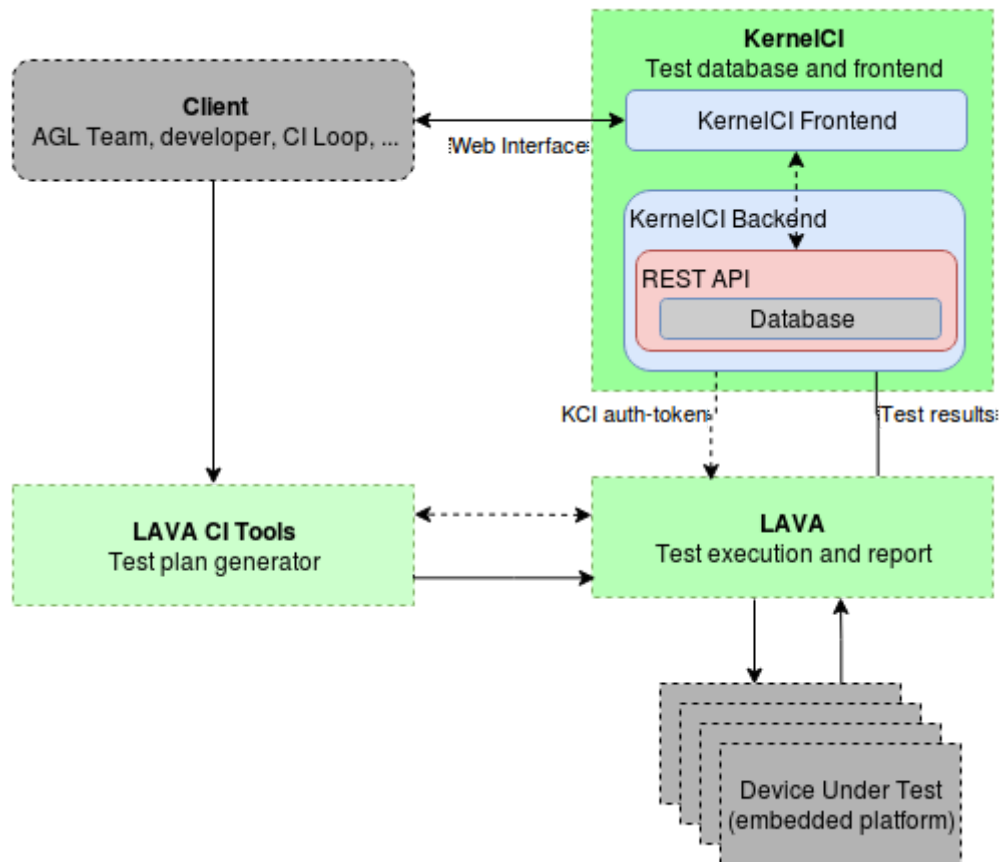 KernelCI
Test database and frontend
Client
AGL Team, developer, CI Loop, ...
KernelCI Frontend
Web Interface
KernelCI Backend
REST API
Database
KCI auth-token
Test results
LAVA CI Tools
Test plan generator
LAVA
Test execution and report
Device Under Test
(embedded platform)